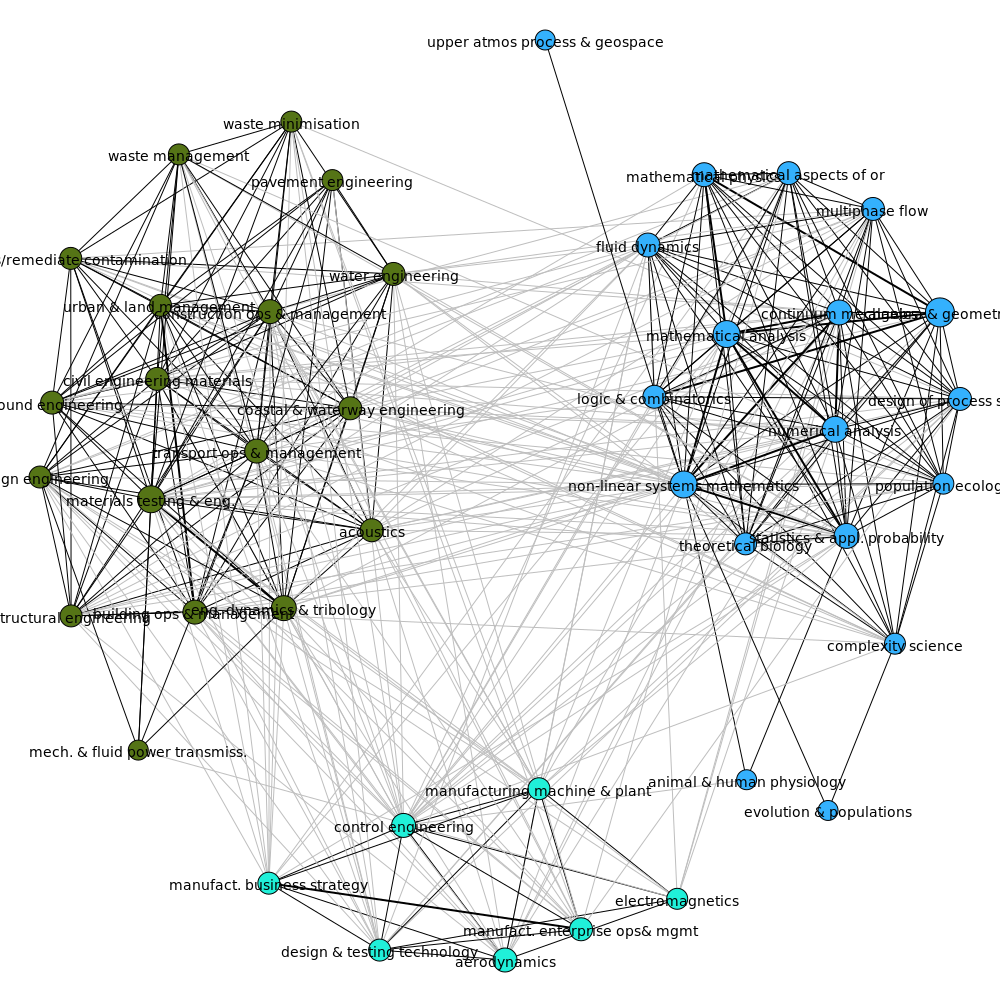 upper atmos process & geospace
waste minimisation
waste management
pavement engineering
mathematical physics
mathematical aspects of or
multiphase flow
fluid dynamics
s/remediate contamination
water engineering
urban & land management
construction ops & management
continuum mechanics
algebra & geometry
mathematical analysis
civil engineering materials
logic & combinatorics
design of process s
ound engineering
coastal & waterway engineering
numerical analysis
transport ops & management
gn engineering
non-linear systems mathematics
population ecolog
materials testing & eng.
acoustics
statistics & appl. probability
theoretical biology
structural engineering
building ops & management
eng. dynamics & tribology
complexity science
mech. & fluid power transmiss.
animal & human physiology
manufacturing machine & plant
evolution & populations
control engineering
manufact. business strategy
electromagnetics
manufact. enterprise ops& mgmt
design & testing technology
aerodynamics